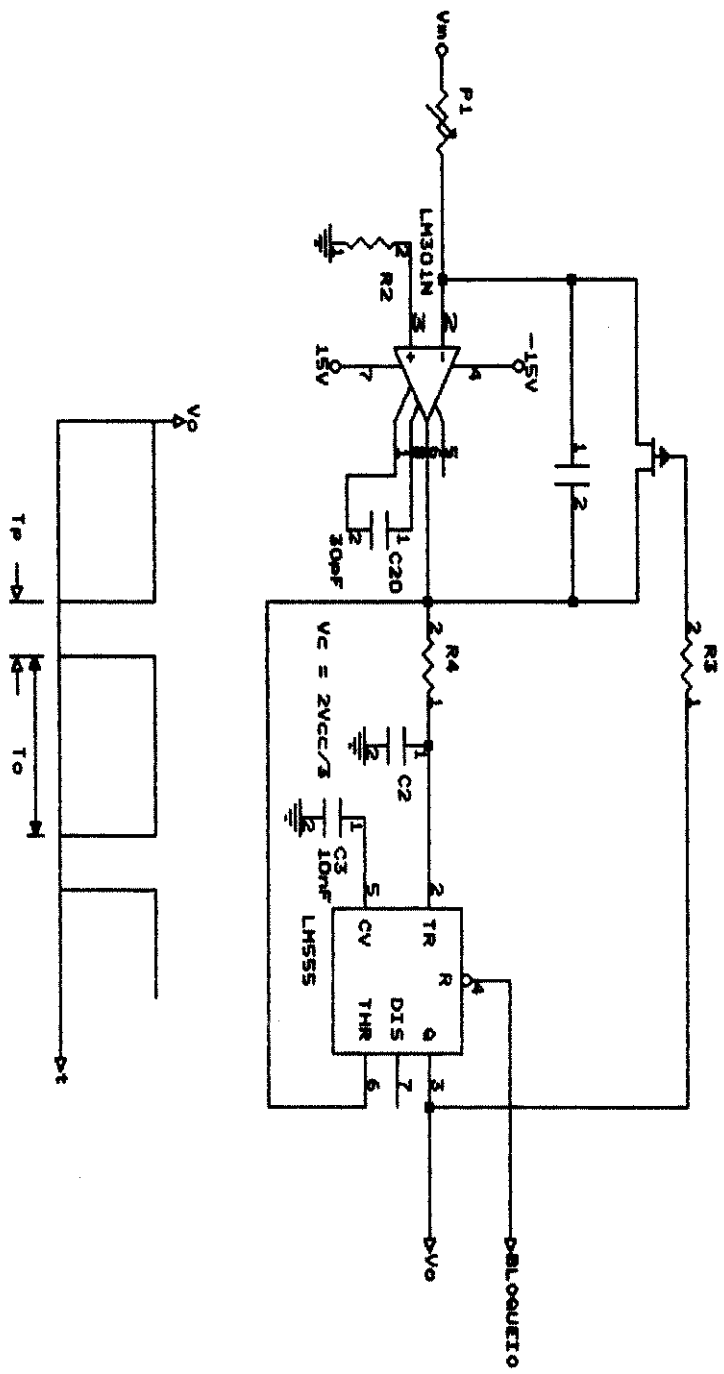 Vm
P1
LM301N
R2
1
2
2
3
-
+
15V
7
4
-15V
5
1
2
C20
30pF
1
2
R3
2
1
R4
2
1
Vc = 2Vcc/3
C2
1
2
C3
10nF
1
2
LM555
2
TR
5
CV
R
4
Q
DIS
THR
3
7
6
BLOQUEIO
Vo
Vo
Tp
To
t